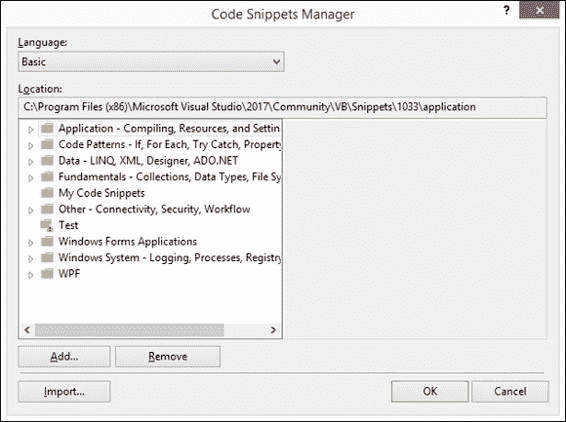 Code Snippets Manager
? x
Language:
Basic
Location:
C:\Program Files (x86)\Microsoft Visual Studio\2017\Community\VB\Snippets\1033\application
Application - Compiling, Resources, and Settin
Code Patterns - If, For Each, Try Catch, Property
Data - LINQ, XML, Designer, ADO.NET
Fundamentals - Collections, Data Types, File Sy
My Code Snippets
Other - Connectivity, Security, Workflow
Test
Windows Forms Applications
Windows System - Logging, Processes, Registry
WPF
Add...
Remove
Import...
OK
Cancel